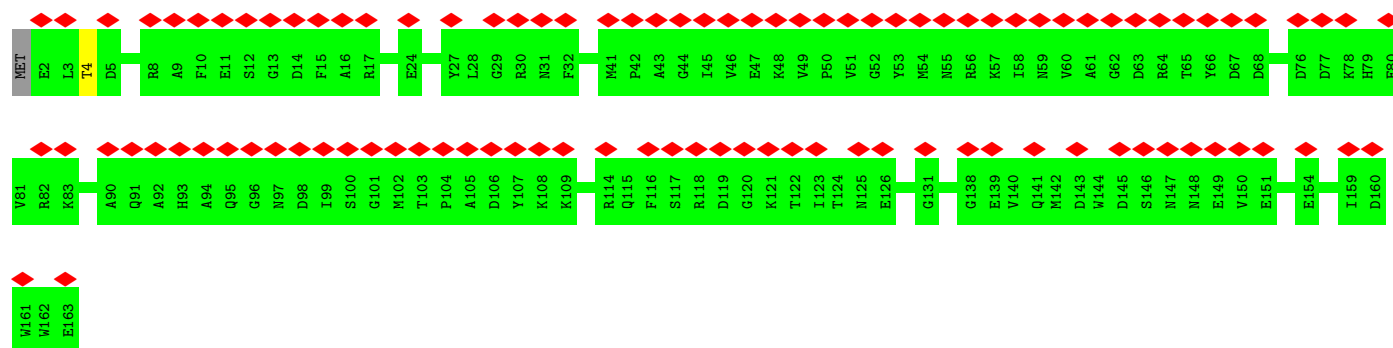 MET E2 L3 T4 D5 R8 A9 F10 E11 S12 G13 D14 F15 A16 R17 E24 Y27 L28 G29 R30 N31 F32 M41 P42 A43 G44 I45 V46 E47 K48 V49 P50 V51 G52 Y53 M54 N55 R56 K57 I58 N59 V60 A61 G62 D63 R64 T65 Y66 D67 D68 D76 D77 K78 H79 E80
V81 R82 K83 A90 Q91 A92 H93 A94 Q95 G96 N97 D98 I99 S100 G101 M102 T103 P104 A105 D106 Y107 K108 K109 R114 Q115 F116 S117 R118 D119 G120 K121 T122 I123 T124 N125 E126 G131 G138 E139 V140 Q141 M142 D143 W144 D145 S146 N147 N148 E149 V150 E151 E154 I159 D160
W161 W162 E163